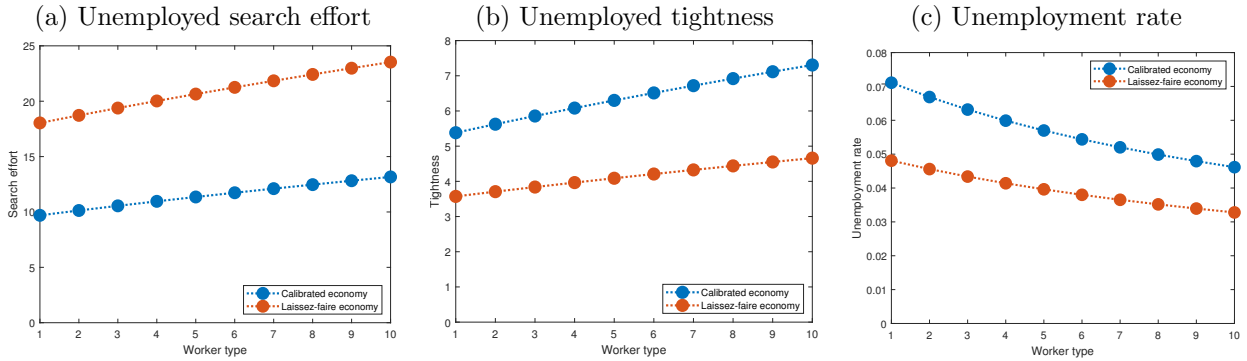 (a) Unemployed search effort
25
20
15
10
5
0
Search effort
1 2 3 4 5 6 7 8 9 10
Worker type
Calibrated economy
Laissez-faire economy
(b) Unemployed tightness
8
7
6
5
4
3
2
1
0
Tightness
1 2 3 4 5 6 7 8 9 10
Worker type
Calibrated economy
Laissez-faire economy
(c) Unemployment rate
0.08
0.07
0.06
0.05
0.04
0.03
0.02
0.01
0
Unemployment rate
1 2 3 4 5 6 7 8 9 10
Worker type
Calibrated economy
Laissez-faire economy